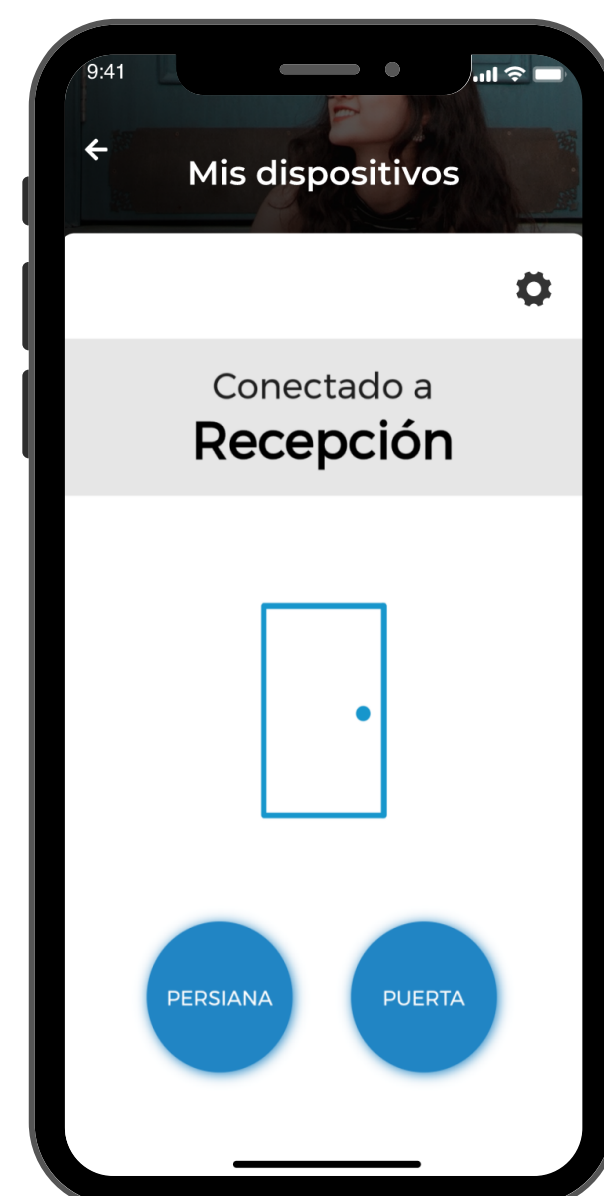 9:41
Mis dispositivos
Conectado a
Recepción
PERSIANA
PUERTA